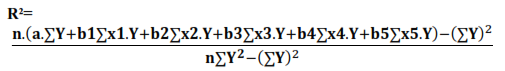 R²=
n.(a.∑Y+b1∑x1.Y+b2∑x2.Y+b3∑x3.Y+b4∑x4.Y+b5∑x5.Y)−(∑Y)²
n∑Y²−(∑Y)²